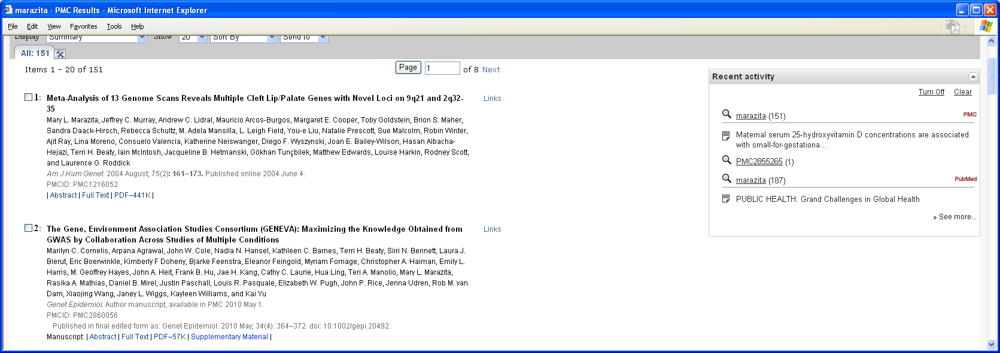 marazita - PMC Results - Microsoft Internet Explorer
File Edit View Favorites Tools Help
Display Summary Show 20 Sort By Send to
All: 151
Items 1 - 20 of 151
Page 1 of 8 Next
1: Meta-Analysis of 13 Genome Scans Reveals Multiple Cleft Lip/Palate Genes with Novel Loci on 9q21 and 2q32-
35
Links
Mary L. Marazita, Jeffrey C. Murray, Andrew C. Lidral, Mauricio Arcos-Burgos, Margaret E. Cooper, Toby Goldstein, Brion S. Maher,
Sandra Daack-Hirsch, Rebecca Schultz, M. Adela Mansilla, L. Leigh Field, You-e Liu, Natalie Prescott, Sue Malcolm, Robin Winter,
Ajit Ray, Lina Moreno, Consuelo Valencia, Katherine Neiswanger, Diego F. Wyszynski, Joan E. Bailey-Wilson, Hasan Albacha-
Hejazi, Terri H. Beaty, Iain McIntosh, Jacqueline B. Hetmanski, Gökhan Tunçbilek, Matthew Edwards, Louise Harkin, Rodney Scott,
and Laurence G. Roddick
Am J Hum Genet. 2004 August; 75(2): 161–173. Published online 2004 June 4.
PMCID: PMC1216052
| Abstract | Full Text | PDF–441K |
2: The Gene, Environment Association Studies Consortium (GENEVA): Maximizing the Knowledge Obtained from
GWAS by Collaboration Across Studies of Multiple Conditions
Links
Marilyn C. Cornelis, Arpana Agrawal, John W. Cole, Nadia N. Hansel, Kathleen C. Barnes, Terri H. Beaty, Siiri N. Bennett, Laura J.
Bierut, Eric Boerwinkle, Kimberly F Doheny, Bjarke Feenstra, Eleanor Feingold, Myriam Fornage, Christopher A. Haiman, Emily L.
Harris, M. Geoffrey Hayes, John A. Heit, Frank B. Hu, Jae H. Kang, Cathy C. Laurie, Hua Ling, Teri A. Manolio, Mary L. Marazita,
Rasika A. Mathias, Daniel B. Mirel, Justin Paschall, Louis R. Pasquale, Elizabeth W. Pugh, John P. Rice, Jenna Udren, Rob M. van
Dam, Xiaojing Wang, Janey L. Wiggs, Kayleen Williams, and Kai Yu
Genet Epidemiol. Author manuscript; available in PMC 2010 May 1.
PMCID: PMC2860056
Published in final edited form as: Genet Epidemiol. 2010 May; 34(4): 364–372. doi: 10.1002/gepi.20492.
Manuscript: | Abstract | Full Text | PDF–57K | Supplementary Material |
Recent activity
Turn Off Clear
marazita (151) PMC
Maternal serum 25-hydroxyvitamin D concentrations are associated
with small-for-gestationa...
PMC2855265 (1)
marazita (187) PubMed
PUBLIC HEALTH: Grand Challenges in Global Health
» See more...